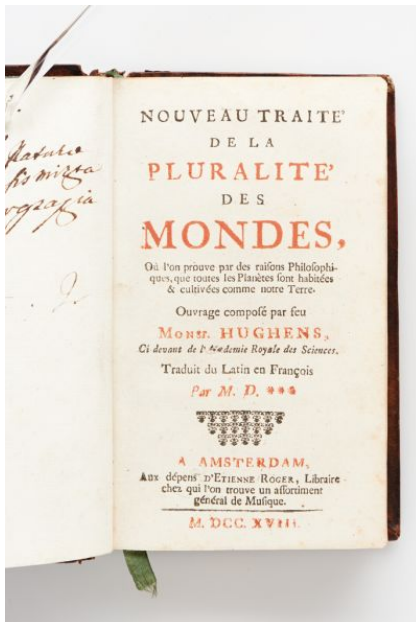 NOUVEAU TRAITE'
DE LA
PLURALITE'
DES
MONDES,
Où l'on prouve par des raisons Philosophi-
ques, que toutes les Planètes sont habitées
& cultivées comme notre Terre.
Ouvrage composé par feu
Monsr. HUGHENS,
Ci devant de l'Academie Royale des Sciences.
Traduit du Latin en François
Par M. D. ***
A AMSTERDAM,
Aux dépens D'ETIENNE ROGER, Libraire
chez qui l'on trouve un assortiment
général de Musique.
M. DCC. XVIII.